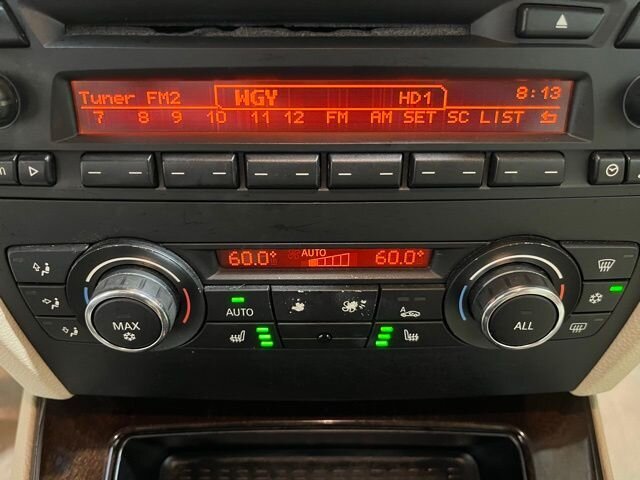 Tuner FM2 WGY HD1 8:13
7 8 9 10 11 12 FM AM SET SC LIST
60.0° AUTO 60.0°
AUTO A
MAX ALL